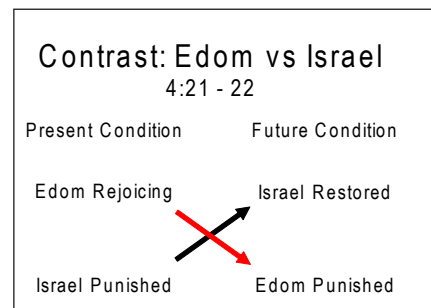 Contrast: Edom vs Israel
4:21 - 22
Present Condition Future Condition
Edom Rejoicing Israel Restored
Israel Punished Edom Punished